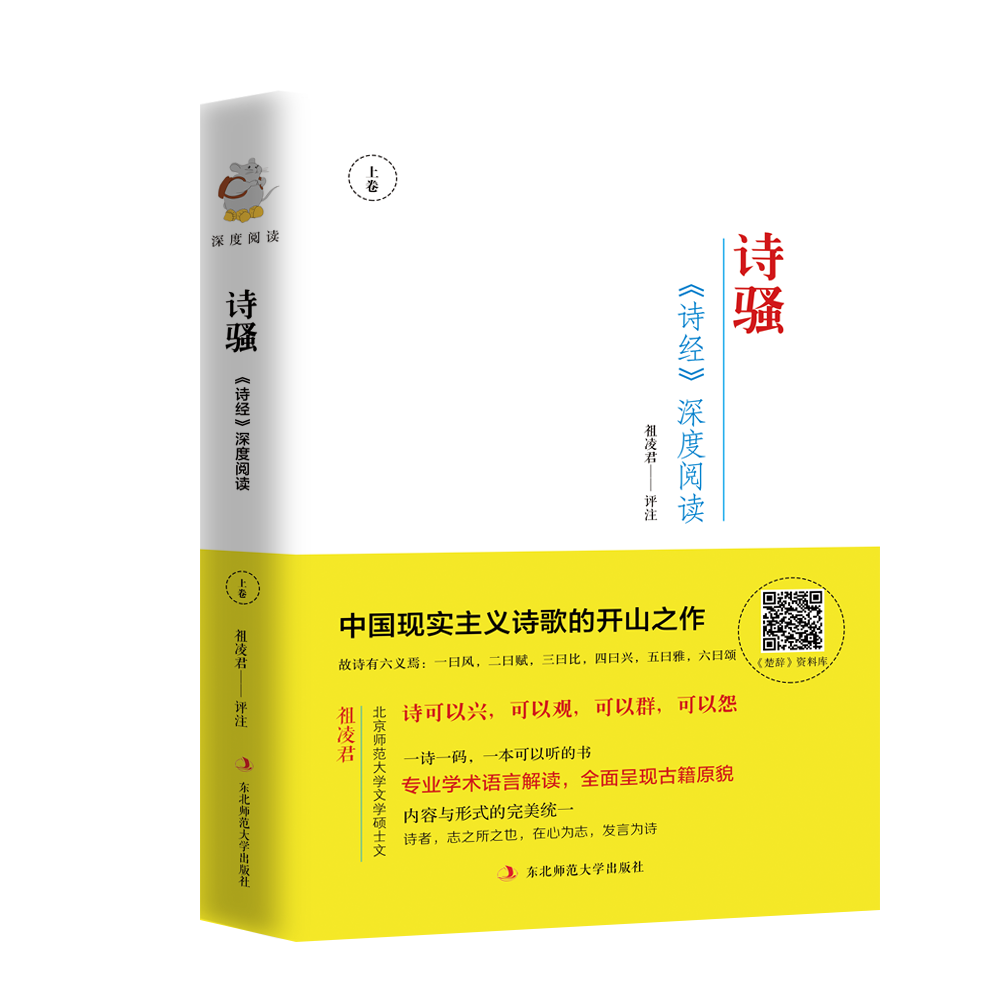 深度阅读
诗骚
《诗经》深度阅读
上卷
祖凌君——评注
东北师范大学出版社
上卷
诗骚
《诗经》深度阅读
祖凌君——评注
中国现实主义诗歌的开山之作
故诗有六义焉：一曰风，二曰赋，三曰比，四曰兴，五曰雅，六曰颂
《楚辞》资料库
祖凌君
北京师范大学文学硕士文
诗可以兴，可以观，可以群，可以怨
一诗一码，一本可以听的书
专业学术语言解读，全面呈现古籍原貌
内容与形式的完美统一
诗者，志之所之也，在心为志，发言为诗
东北师范大学出版社